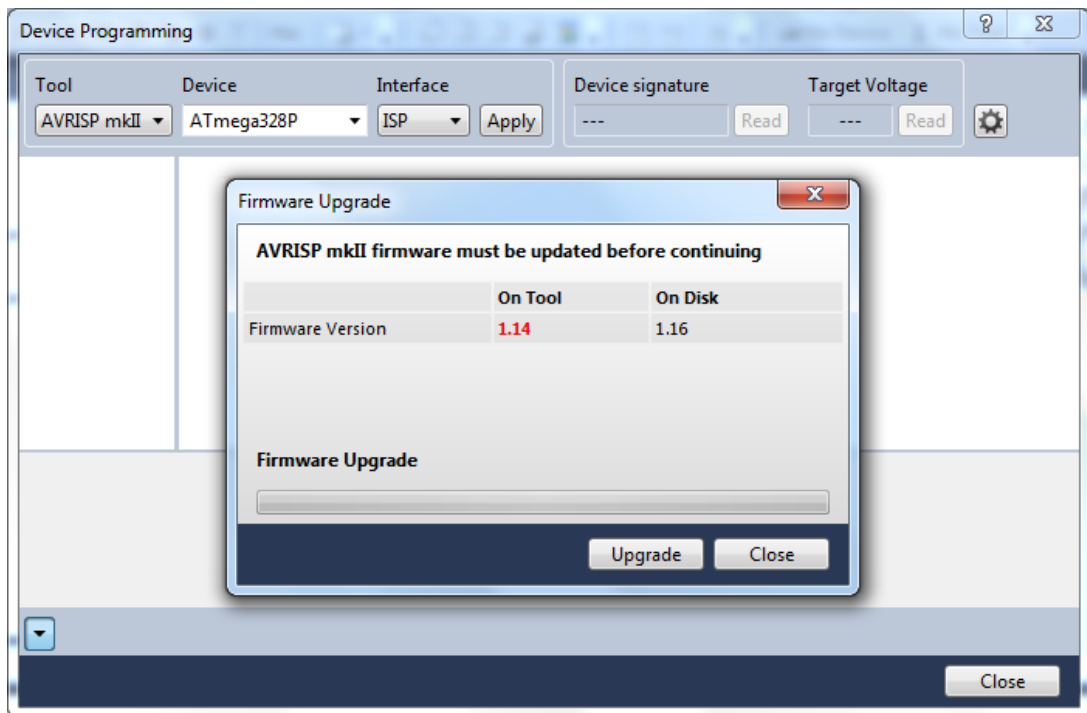 Device Programming
Tool Device Interface Device signature Target Voltage
AVRISP mkII ATmega328P ISP Apply --- Read --- Read
Firmware Upgrade
AVRISP mkII firmware must be updated before continuing
On Tool On Disk
Firmware Version 1.14 1.16
Firmware Upgrade
Upgrade Close
Close